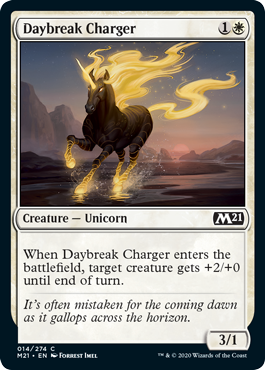 Daybreak Charger 1
Creature — Unicorn M21
When Daybreak Charger enters the
battlefield, target creature gets +2/+0
until end of turn.
It's often mistaken for the coming dawn
as it gallops across the horizon.
3/1
014/274 C
M21 • EN FORREST IMEL
™ & © 2020 Wizards of the Coast